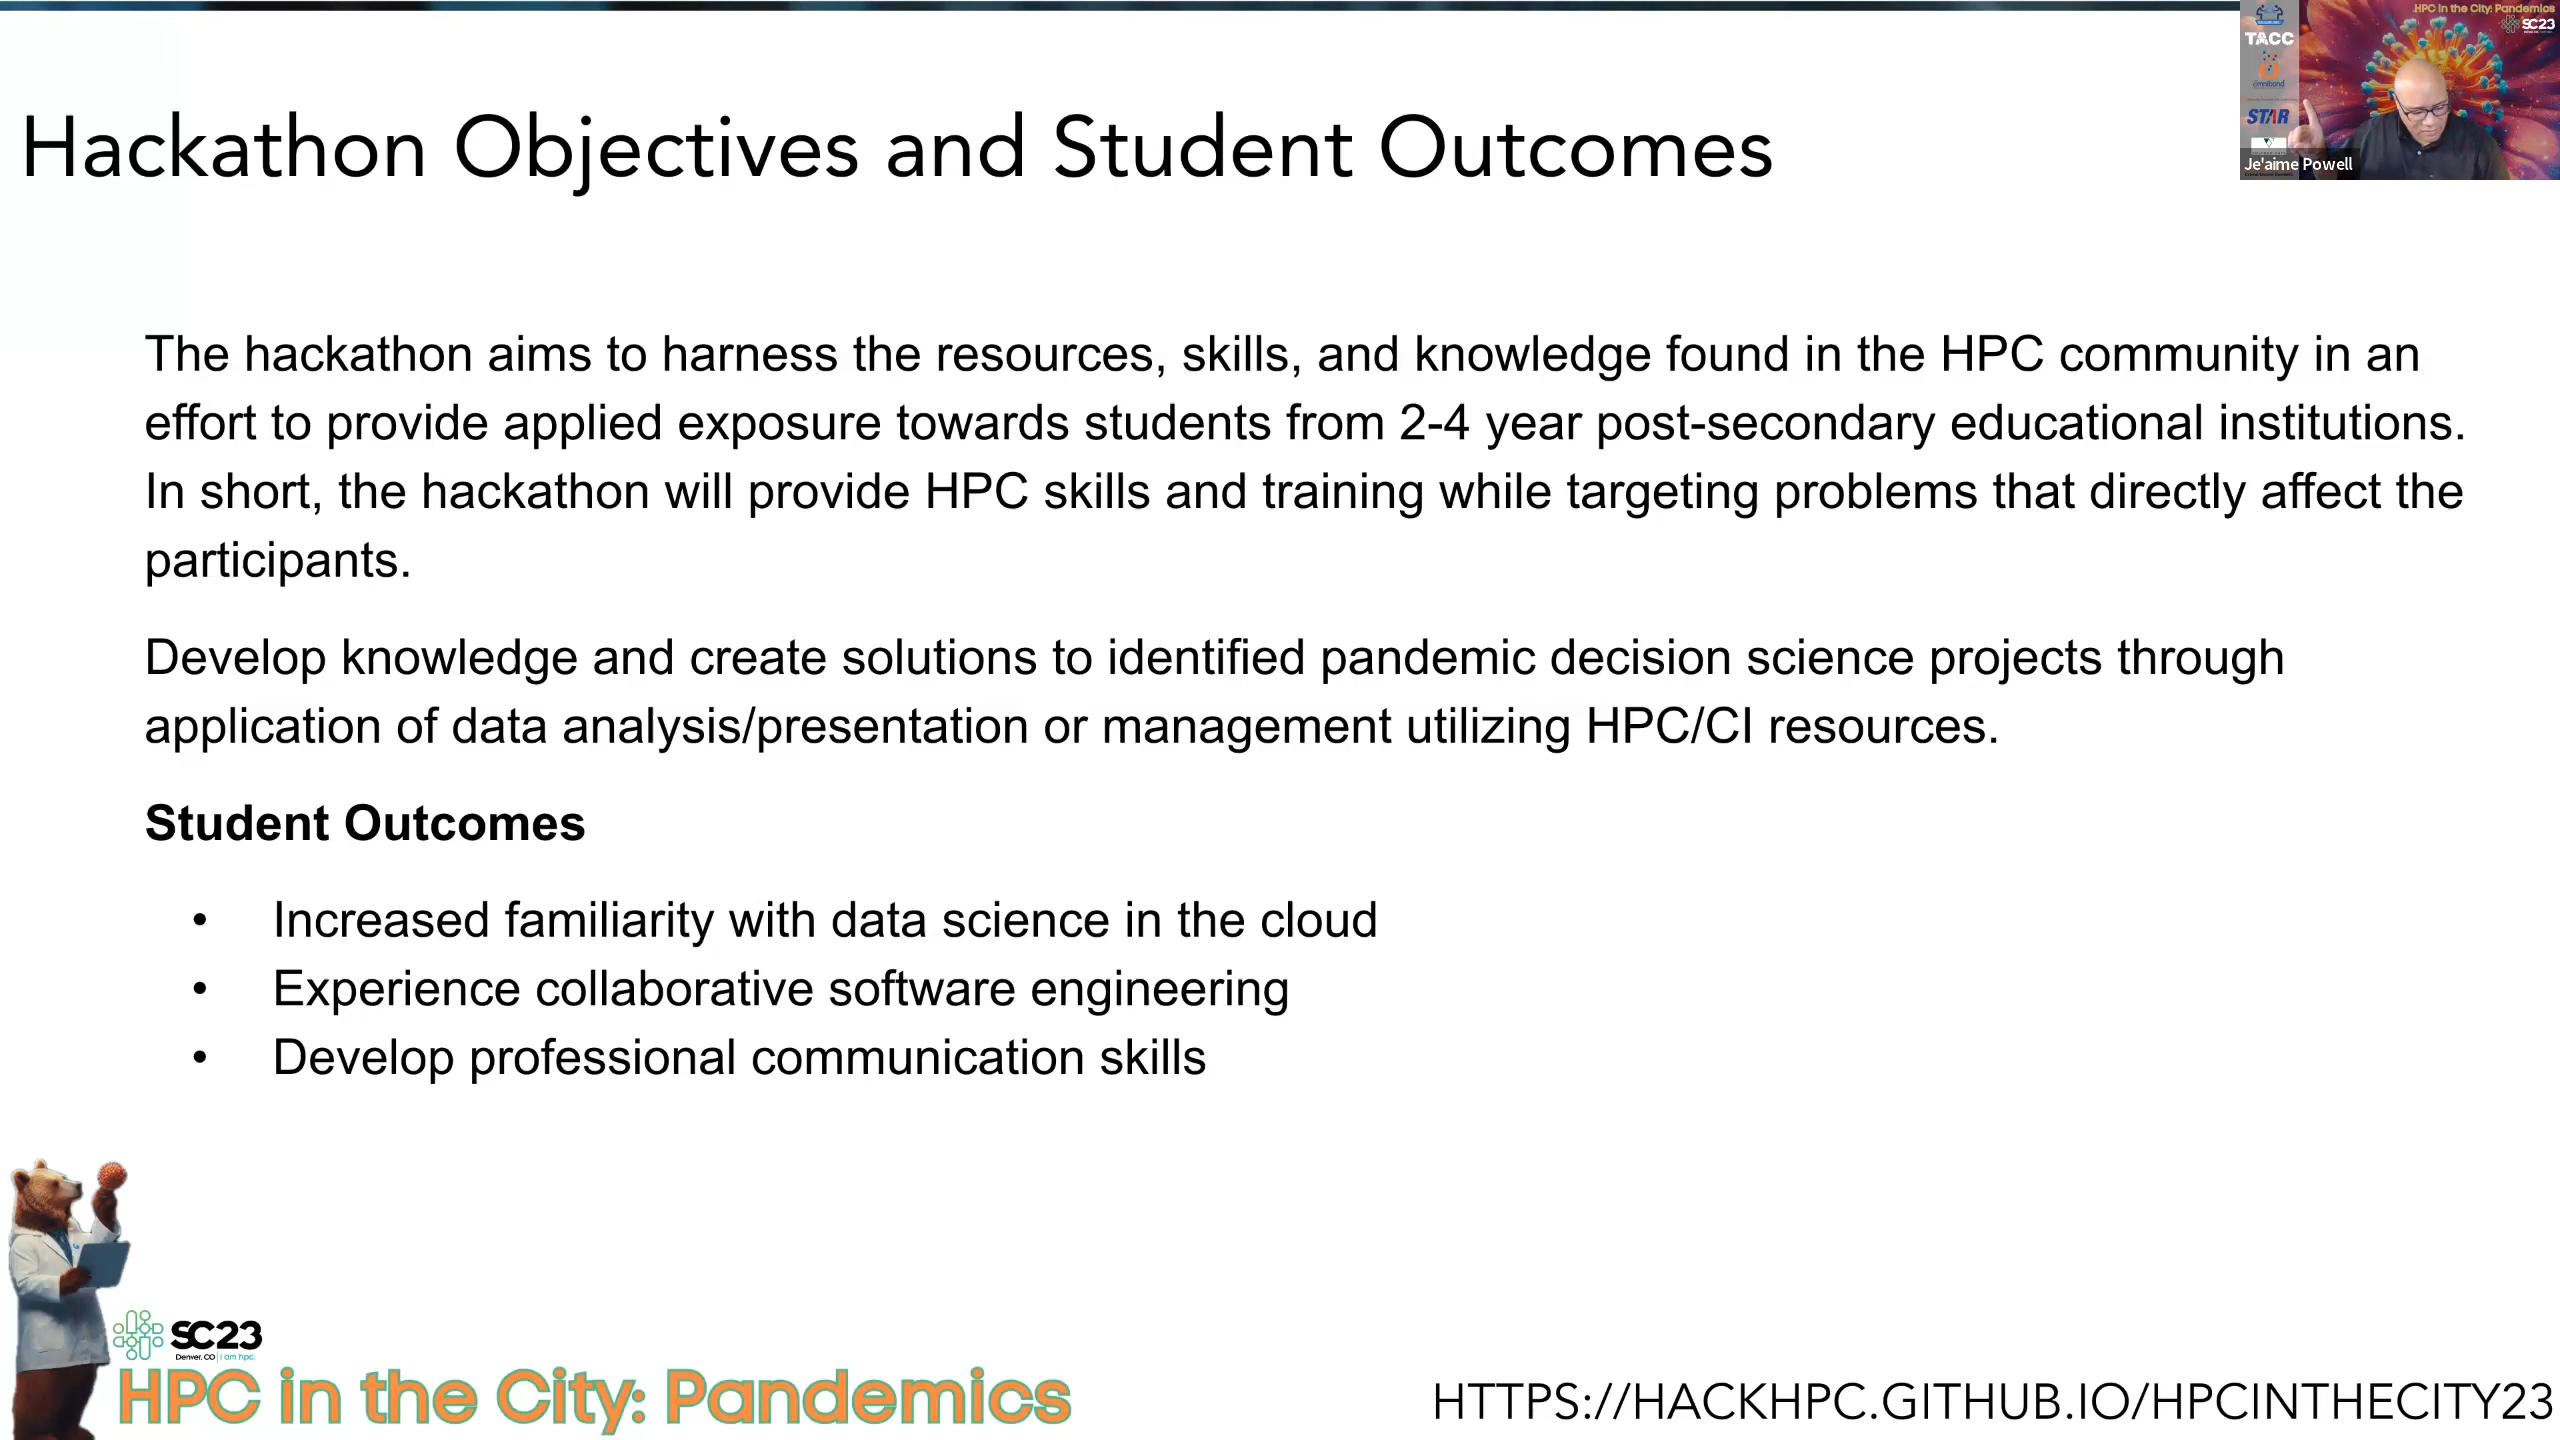 HPC in the City: Pandemics
SC23
TACC
Omnibond
STAR
Je'aime Powell
Hackathon Objectives and Student Outcomes
The hackathon aims to harness the resources, skills, and knowledge found in the HPC community in an
effort to provide applied exposure towards students from 2-4 year post-secondary educational institutions.
In short, the hackathon will provide HPC skills and training while targeting problems that directly affect the
participants.
Develop knowledge and create solutions to identified pandemic decision science projects through
application of data analysis/presentation or management utilizing HPC/CI resources.
Student Outcomes
• Increased familiarity with data science in the cloud
• Experience collaborative software engineering
• Develop professional communication skills
SC23
Denver, CO | i am hpc.
HPC in the City: Pandemics
HTTPS://HACKHPC.GITHUB.IO/HPCINTHECITY23